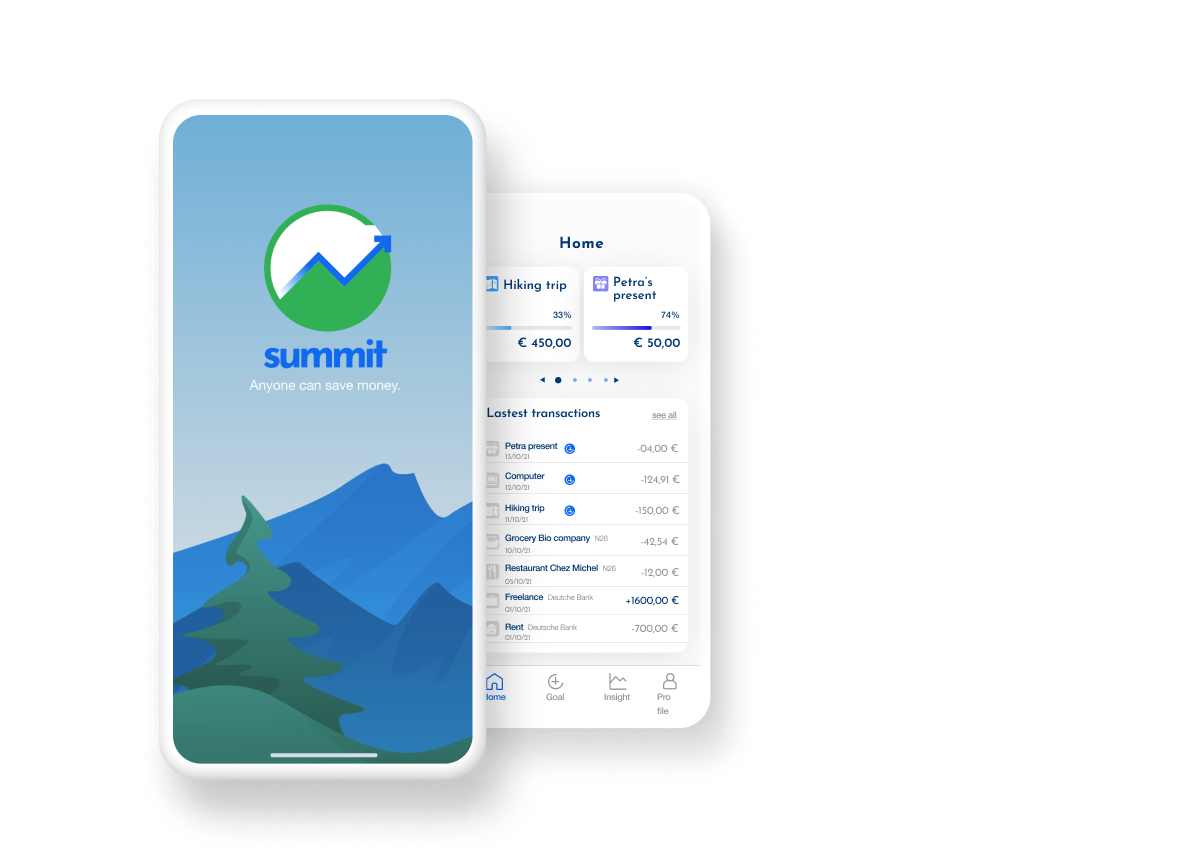 summit
Anyone can save money.
Home
Hiking trip
33%
€ 450,00
Petra's
present
74%
€ 50,00
Lastest transactions see all
Petra present -04,00 €
13/10/21
Computer -124,91 €
12/10/21
Hiking trip -150,00 €
11/10/21
Grocery Bio company N26 -42,54 €
10/10/21
Restaurant Chez Michel N26 -12,00 €
05/10/21
Freelance Deutche Bank +1600,00 €
01/10/21
Rent Deutsche Bank -700,00 €
01/10/21
Home Goal Insight Pro
file